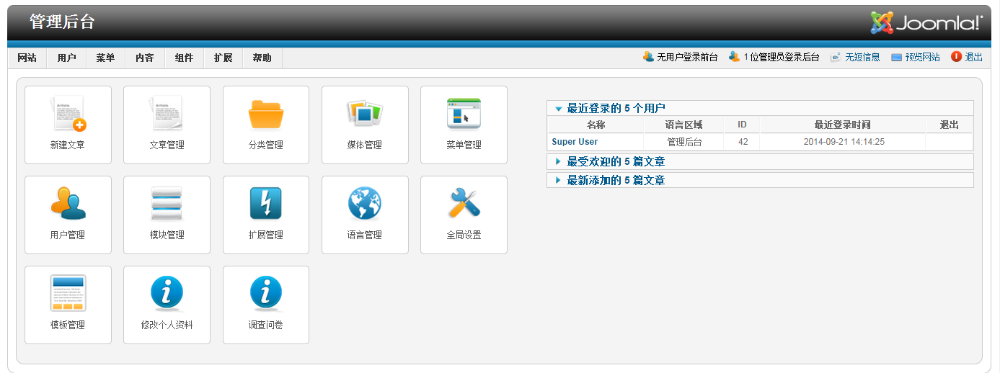 管理后台
Joomla!
网站 用户 菜单 内容 组件 扩展 帮助 无用户登录前台 1 位管理员登录后台 无短信息 预览网站 退出
新建文章 文章管理 分类管理 媒体管理 菜单管理
用户管理 模块管理 扩展管理 语言管理 全局设置
模板管理 修改个人资料 调查问卷
最近登录的 5 个用户
名称 语言区域 ID 最近登录时间 退出
Super User 管理后台 42 2014-09-21 14:14:25
最受欢迎的 5 篇文章
最新添加的 5 篇文章